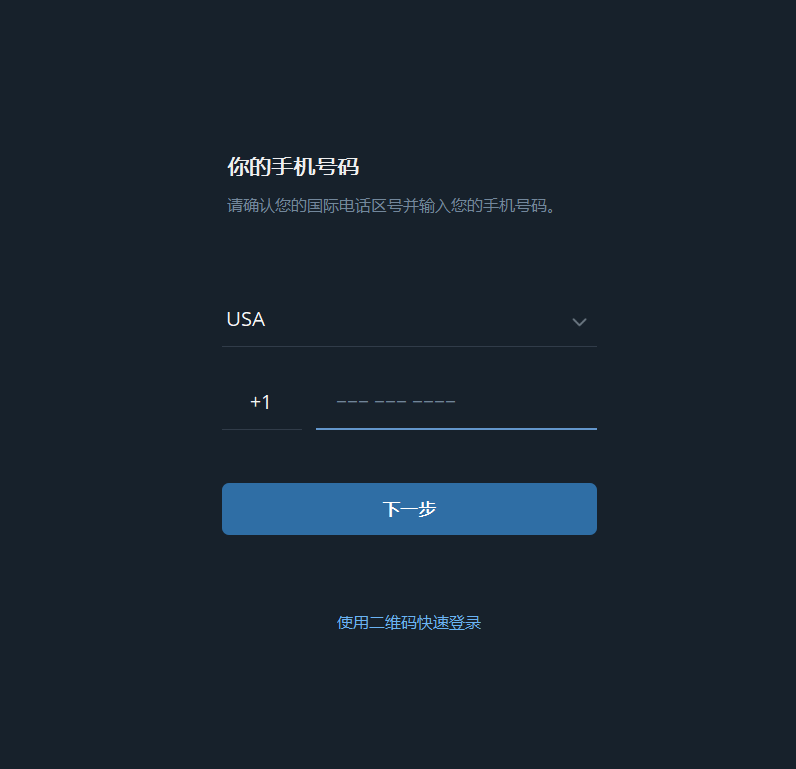 你的手机号码
请确认您的国际电话区号并输入您的手机号码。
USA
+1 --- --- ----
下一步
使用二维码快速登录